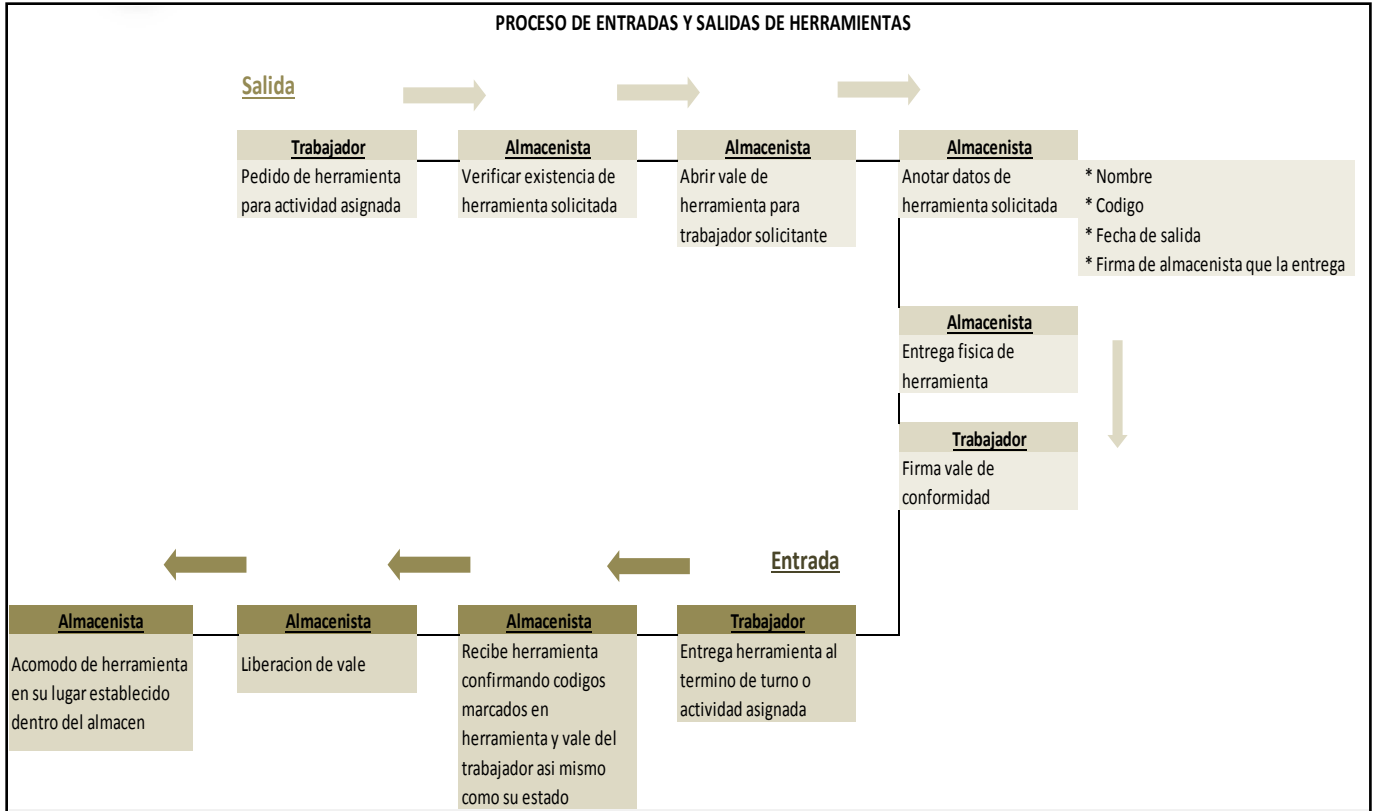 PROCESO DE ENTRADAS Y SALIDAS DE HERRAMIENTAS
Salida
Trabajador
Pedido de herramienta
para actividad asignada
Almacenista
Verificar existencia de
herramienta solicitada
Almacenista
Abrir vale de
herramienta para
trabajador solicitante
Almacenista
Anotar datos de
herramienta solicitada
* Nombre
* Codigo
* Fecha de salida
* Firma de almacenista que la entrega
Almacenista
Entrega fisica de
herramienta
Trabajador
Firma vale de
conformidad
Entrada
Trabajador
Entrega herramienta al
termino de turno o
actividad asignada
Almacenista
Recibe herramienta
confirmando codigos
marcados en
herramienta y vale del
trabajador asi mismo
como su estado
Almacenista
Liberacion de vale
Almacenista
Acomodo de herramienta
en su lugar establecido
dentro del almacen